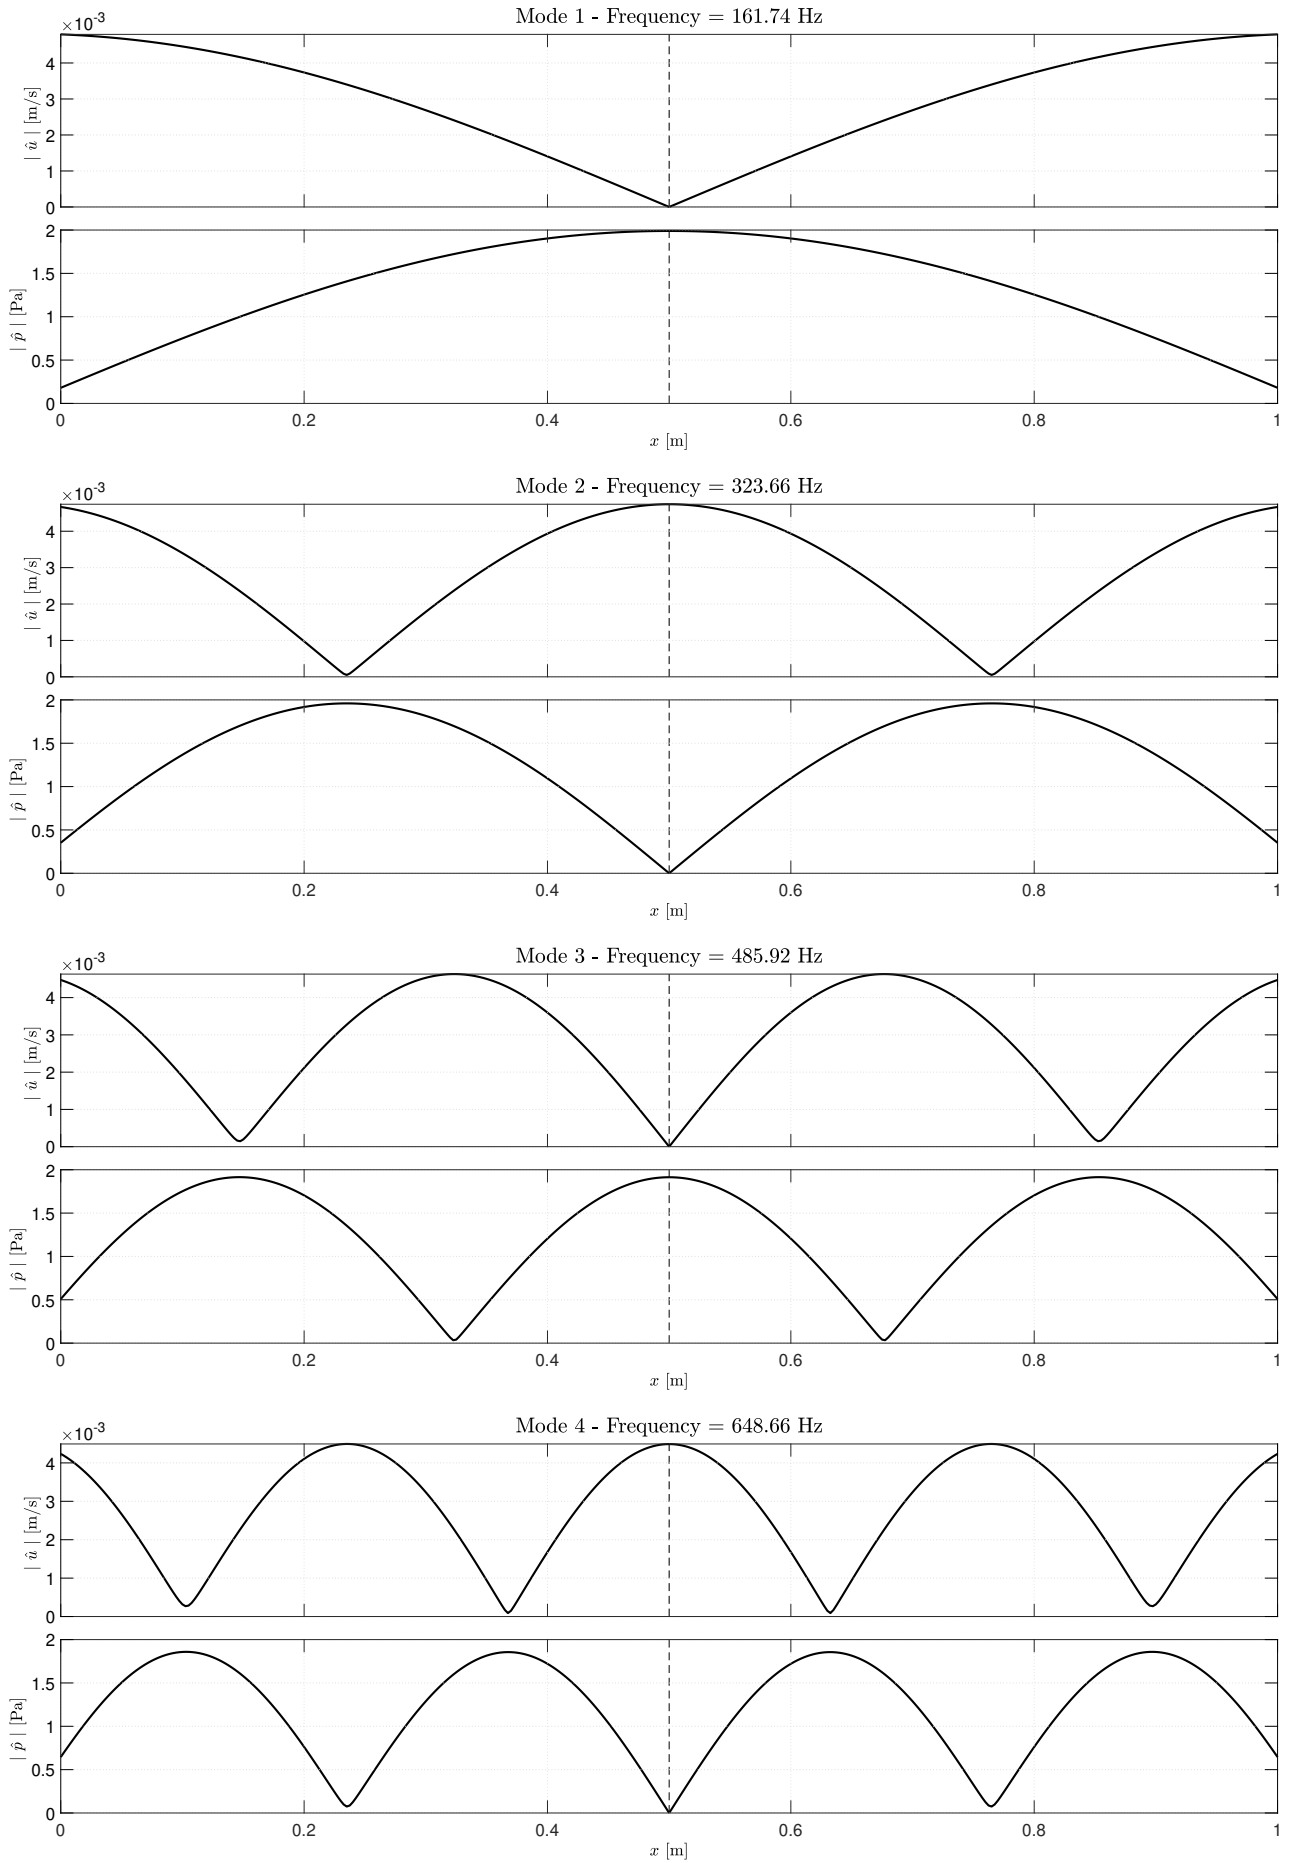 Mode 1 - Frequency = 161.74 Hz
×10⁻³
4
3
2
1
0
| û | [m/s]
2
1.5
1
0.5
0
| p̂ | [Pa]
0 0.2 0.4 0.6 0.8 1
x [m]
Mode 2 - Frequency = 323.66 Hz
×10⁻³
4
3
2
1
0
| û | [m/s]
2
1.5
1
0.5
0
| p̂ | [Pa]
0 0.2 0.4 0.6 0.8 1
x [m]
Mode 3 - Frequency = 485.92 Hz
×10⁻³
4
3
2
1
0
| û | [m/s]
2
1.5
1
0.5
0
| p̂ | [Pa]
0 0.2 0.4 0.6 0.8 1
x [m]
Mode 4 - Frequency = 648.66 Hz
×10⁻³
4
3
2
1
0
| û | [m/s]
2
1.5
1
0.5
0
| p̂ | [Pa]
0 0.2 0.4 0.6 0.8 1
x [m]